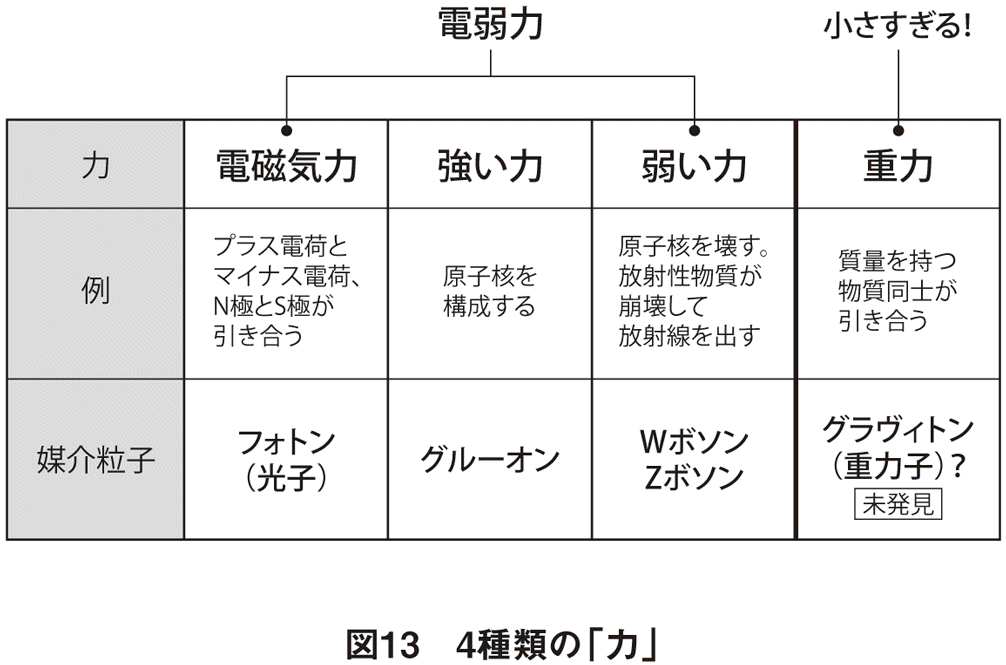 電弱力
小さすぎる!
力
電磁気力
強い力
弱い力
重力
例
プラス電荷と
マイナス電荷、
N極とS極が
引き合う
原子核を
構成する
原子核を壊す。
放射性物質が
崩壊して
放射線を出す
質量を持つ
物質同士が
引き合う
媒介粒子
フォトン
(光子)
グルーオン
Wボソン
Zボソン
グラヴィトン
(重力子)?
未発見
図13 4種類の「力」